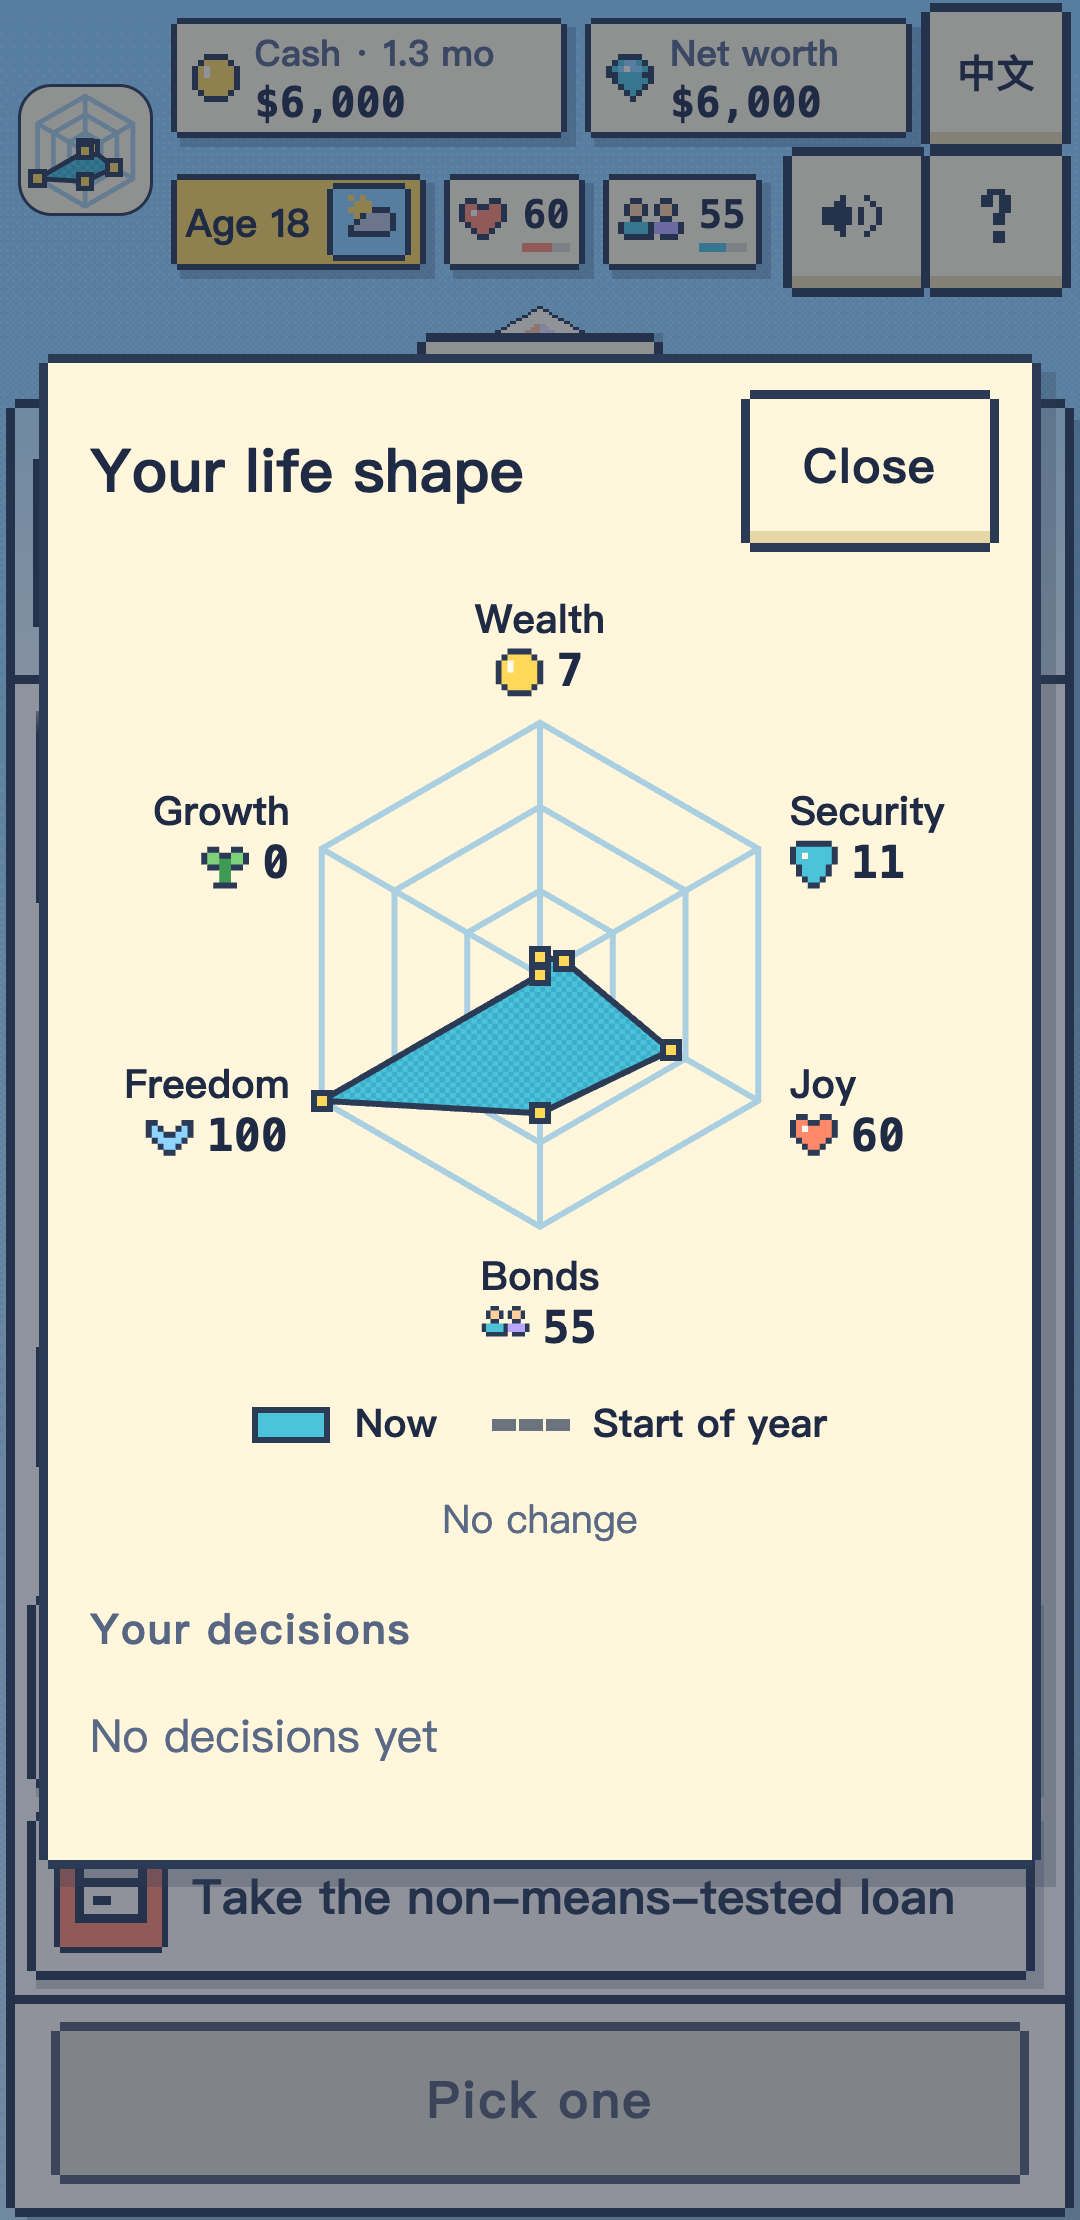 Cash · 1.3 mo
$6,000
Net worth
$6,000
中文
Age 18
60
55
?
Your life shape
Close
Wealth
7
Growth
0
Security
11
Freedom
100
Joy
60
Bonds
55
Now
Start of year
No change
Your decisions
No decisions yet
Take the non-means-tested loan
Pick one